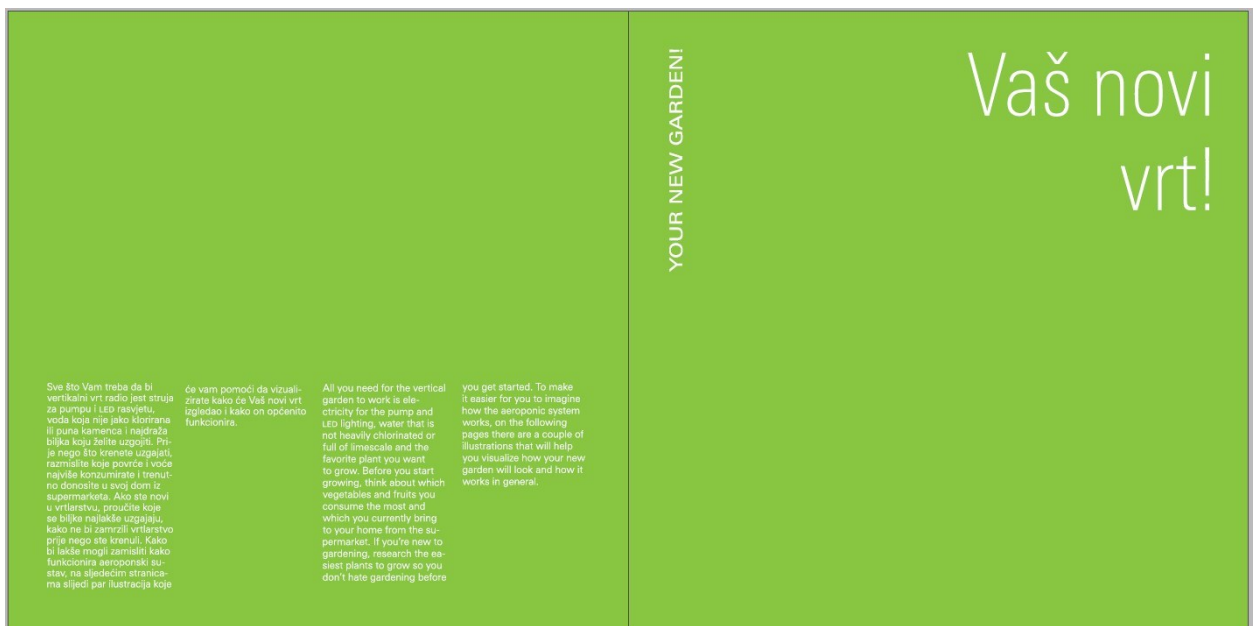 Sve što Vam treba da bi
vertikalni vrt radio jest struja
za pumpu i LED rasvjetu,
voda koja nije jako klorirana
ili puna kamenca i najdraža
biljka koju želite uzgojiti. Pri-
je nego što krenete uzgajati,
razmislite koje povrće i voće
najviše konzumirate i trenut-
no donosite u svoj dom iz
supermarketa. Ako ste novi
u vrtlarstvu, proučite koje
se biljke najlakše uzgajaju,
kako ne bi zamrzili vrtlarstvo
prije nego ste krenuli. Kako
bi lakše mogli zamisliti kako
funkcionira aeroponski su-
stav, na sljedećim stranica-
ma slijedi par ilustracija koje
će vam pomoći da vizuali-
zirate kako će Vaš novi vrt
izgledao i kako on općenito
funkcionira.
All you need for the vertical
garden to work is ele-
ctricity for the pump and
LED lighting, water that is
not heavily chlorinated or
full of limescale and the
favorite plant you want
to grow. Before you start
growing, think about which
vegetables and fruits you
consume the most and
which you currently bring
to your home from the su-
permarket. If you're new to
gardening, research the ea-
siest plants to grow so you
don't hate gardening before
you get started. To make
it easier for you to imagine
how the aeroponic system
works, on the following
pages there are a couple of
illustrations that will help
you visualize how your new
garden will look and how it
works in general.
YOUR NEW GARDEN!
Vaš novi
vrt!